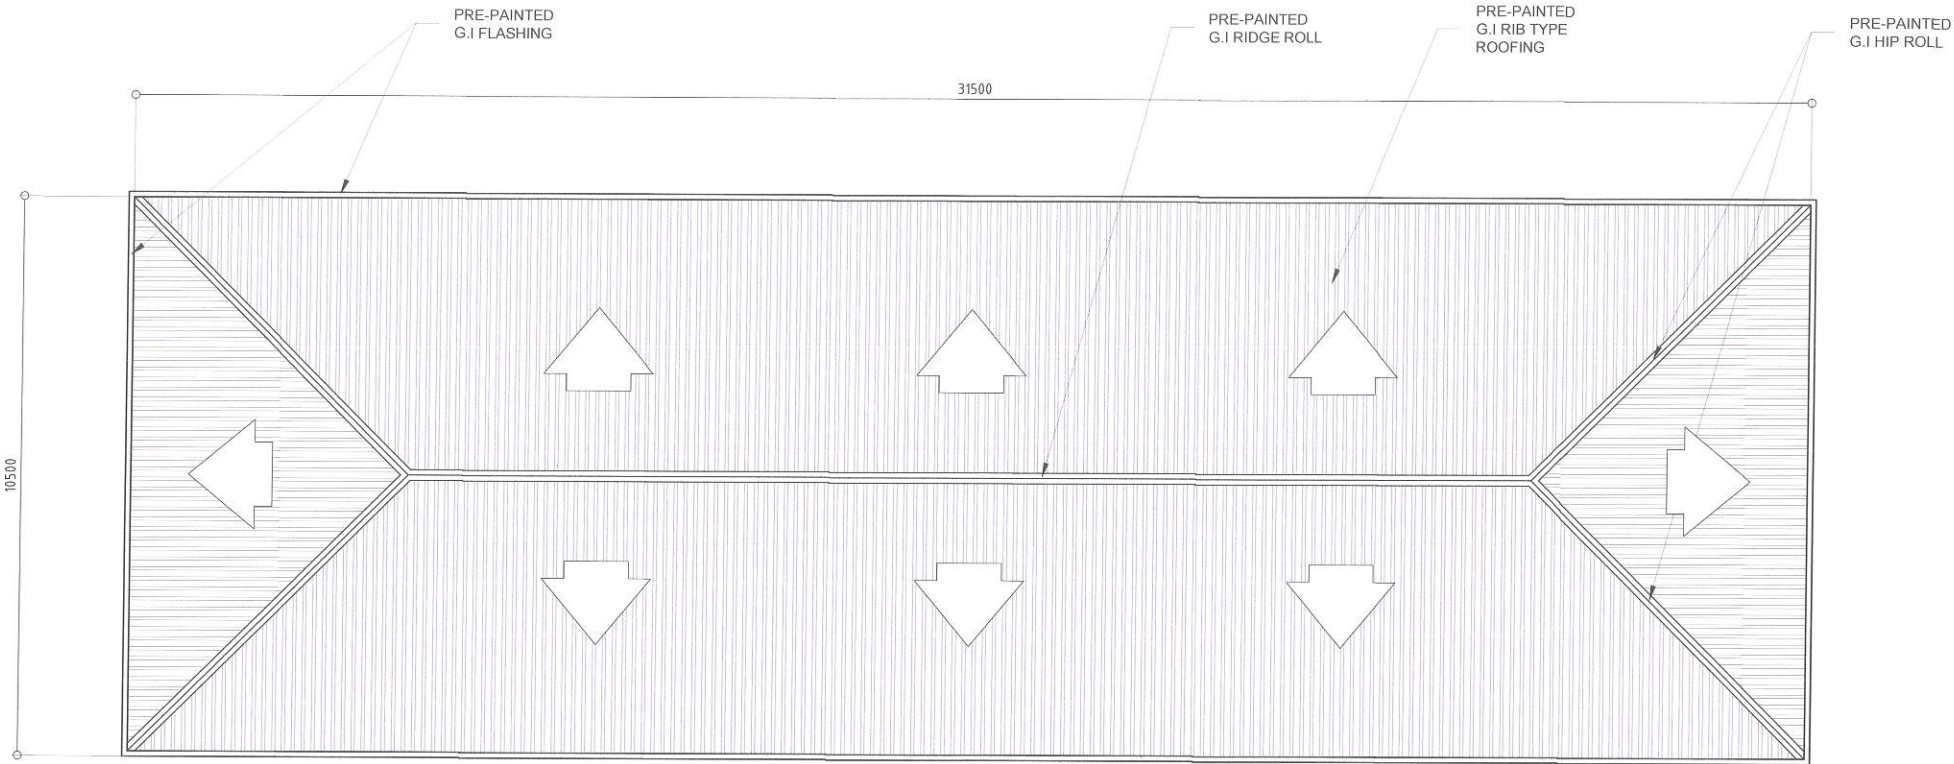 PRE-PAINTED
G.I FLASHING
PRE-PAINTED
G.I RIDGE ROLL
PRE-PAINTED
G.I RIB TYPE
ROOFING
PRE-PAINTED
G.I HIP ROLL
31500
10500